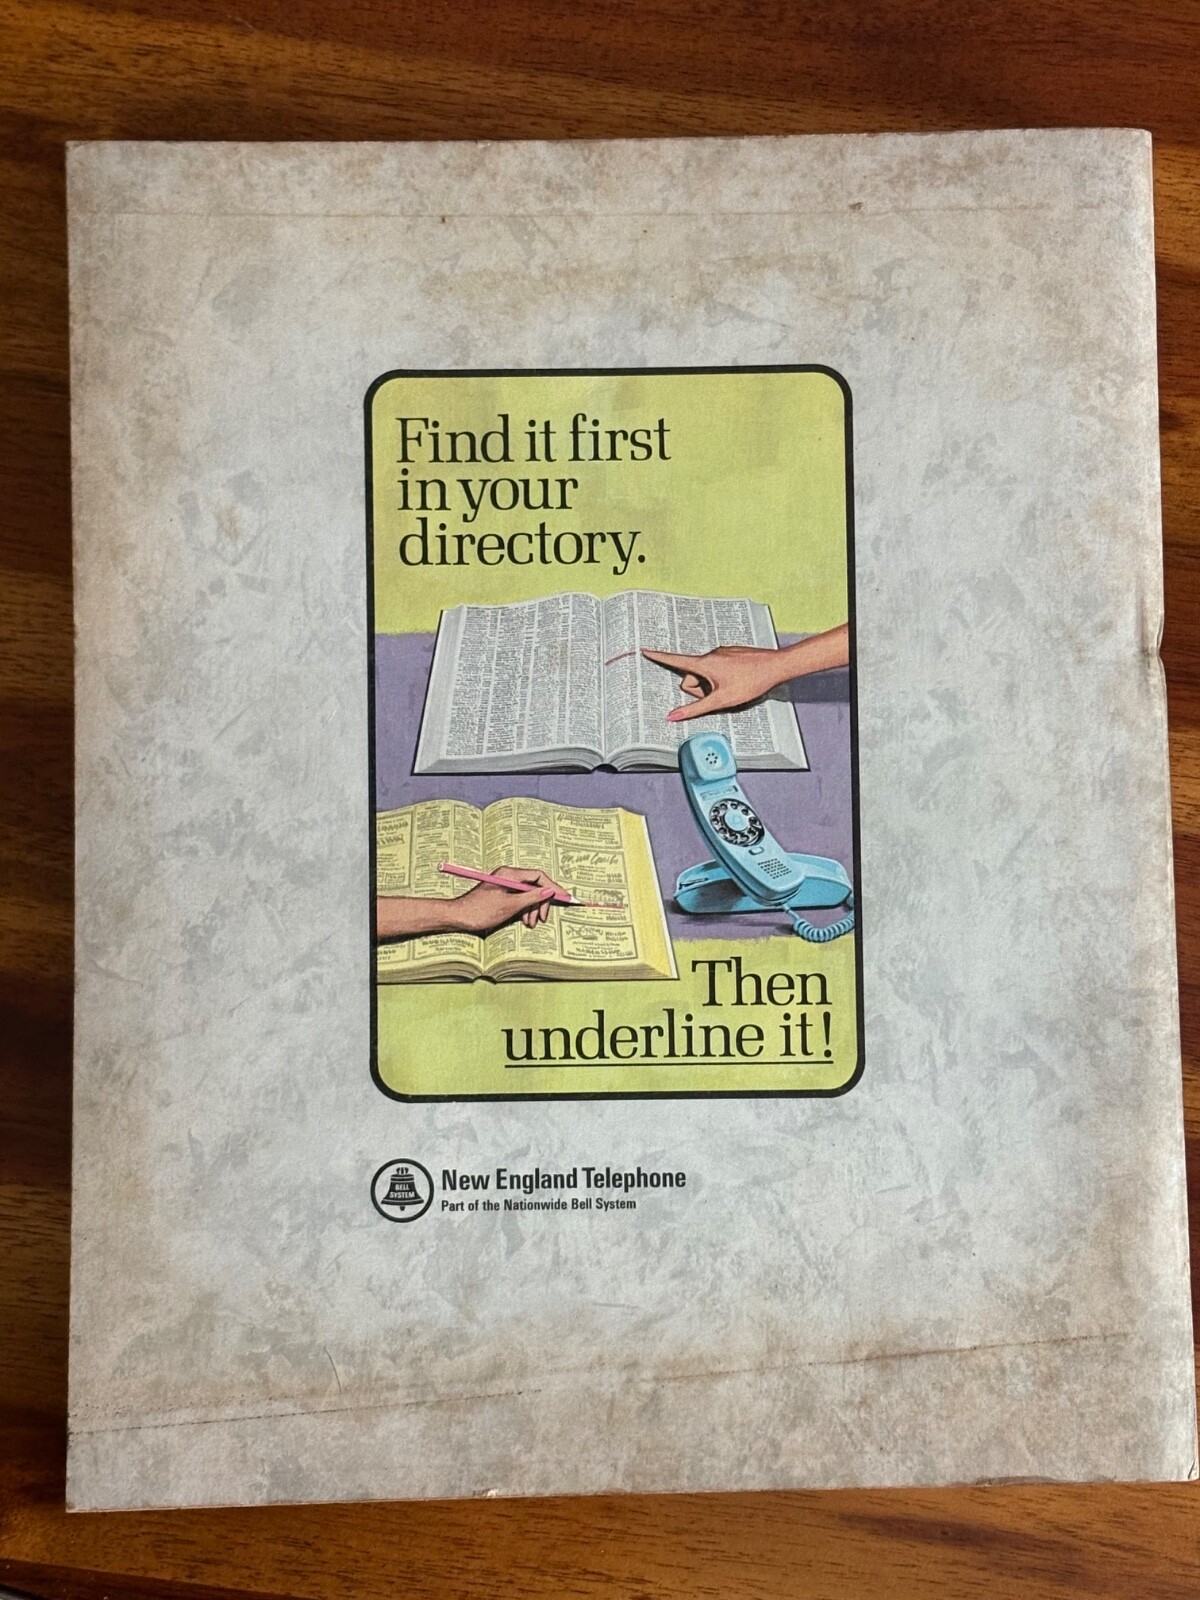 Find it first
in your
directory.
Then
underline it!
BELL
SYSTEM
New England Telephone
Part of the Nationwide Bell System